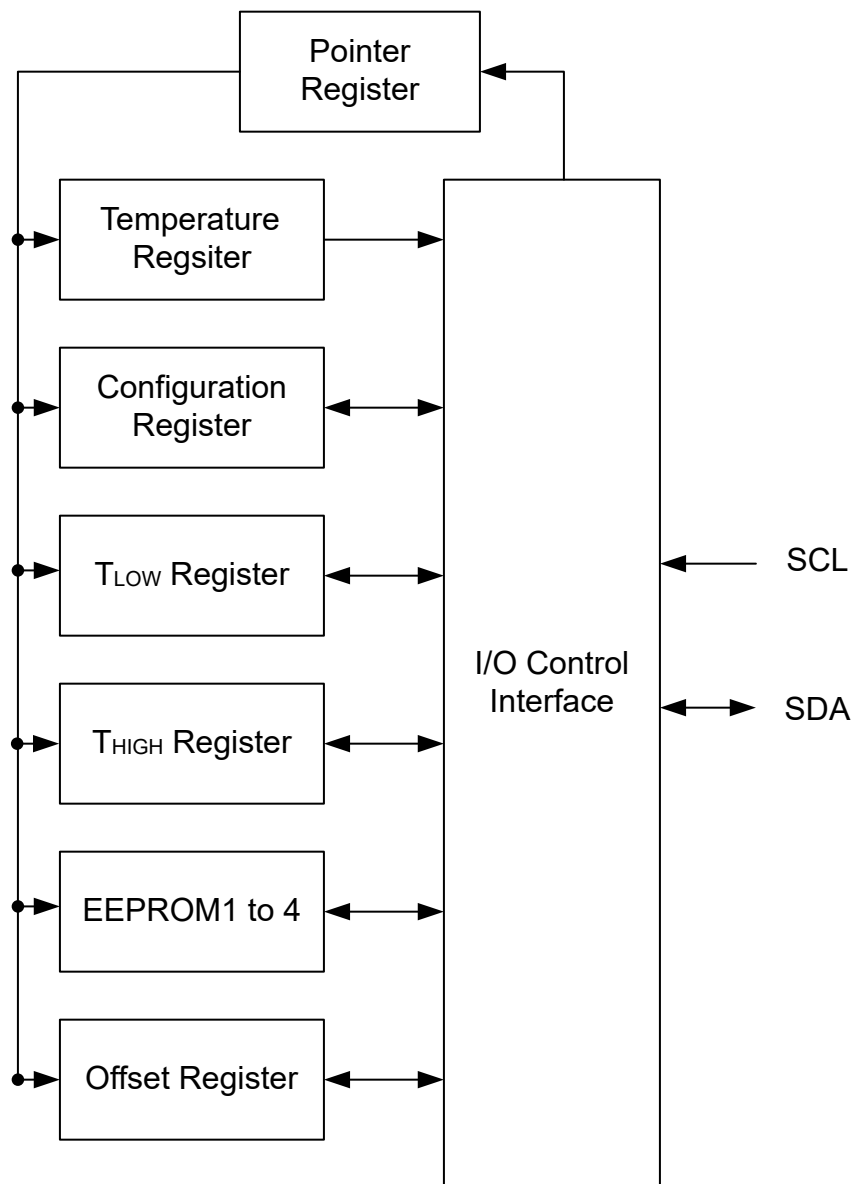 Pointer
Register
Temperature
Regsiter
Configuration
Register
TLOW Register
SCL
I/O Control
Interface
SDA
THIGH Register
EEPROM1 to 4
Offset Register